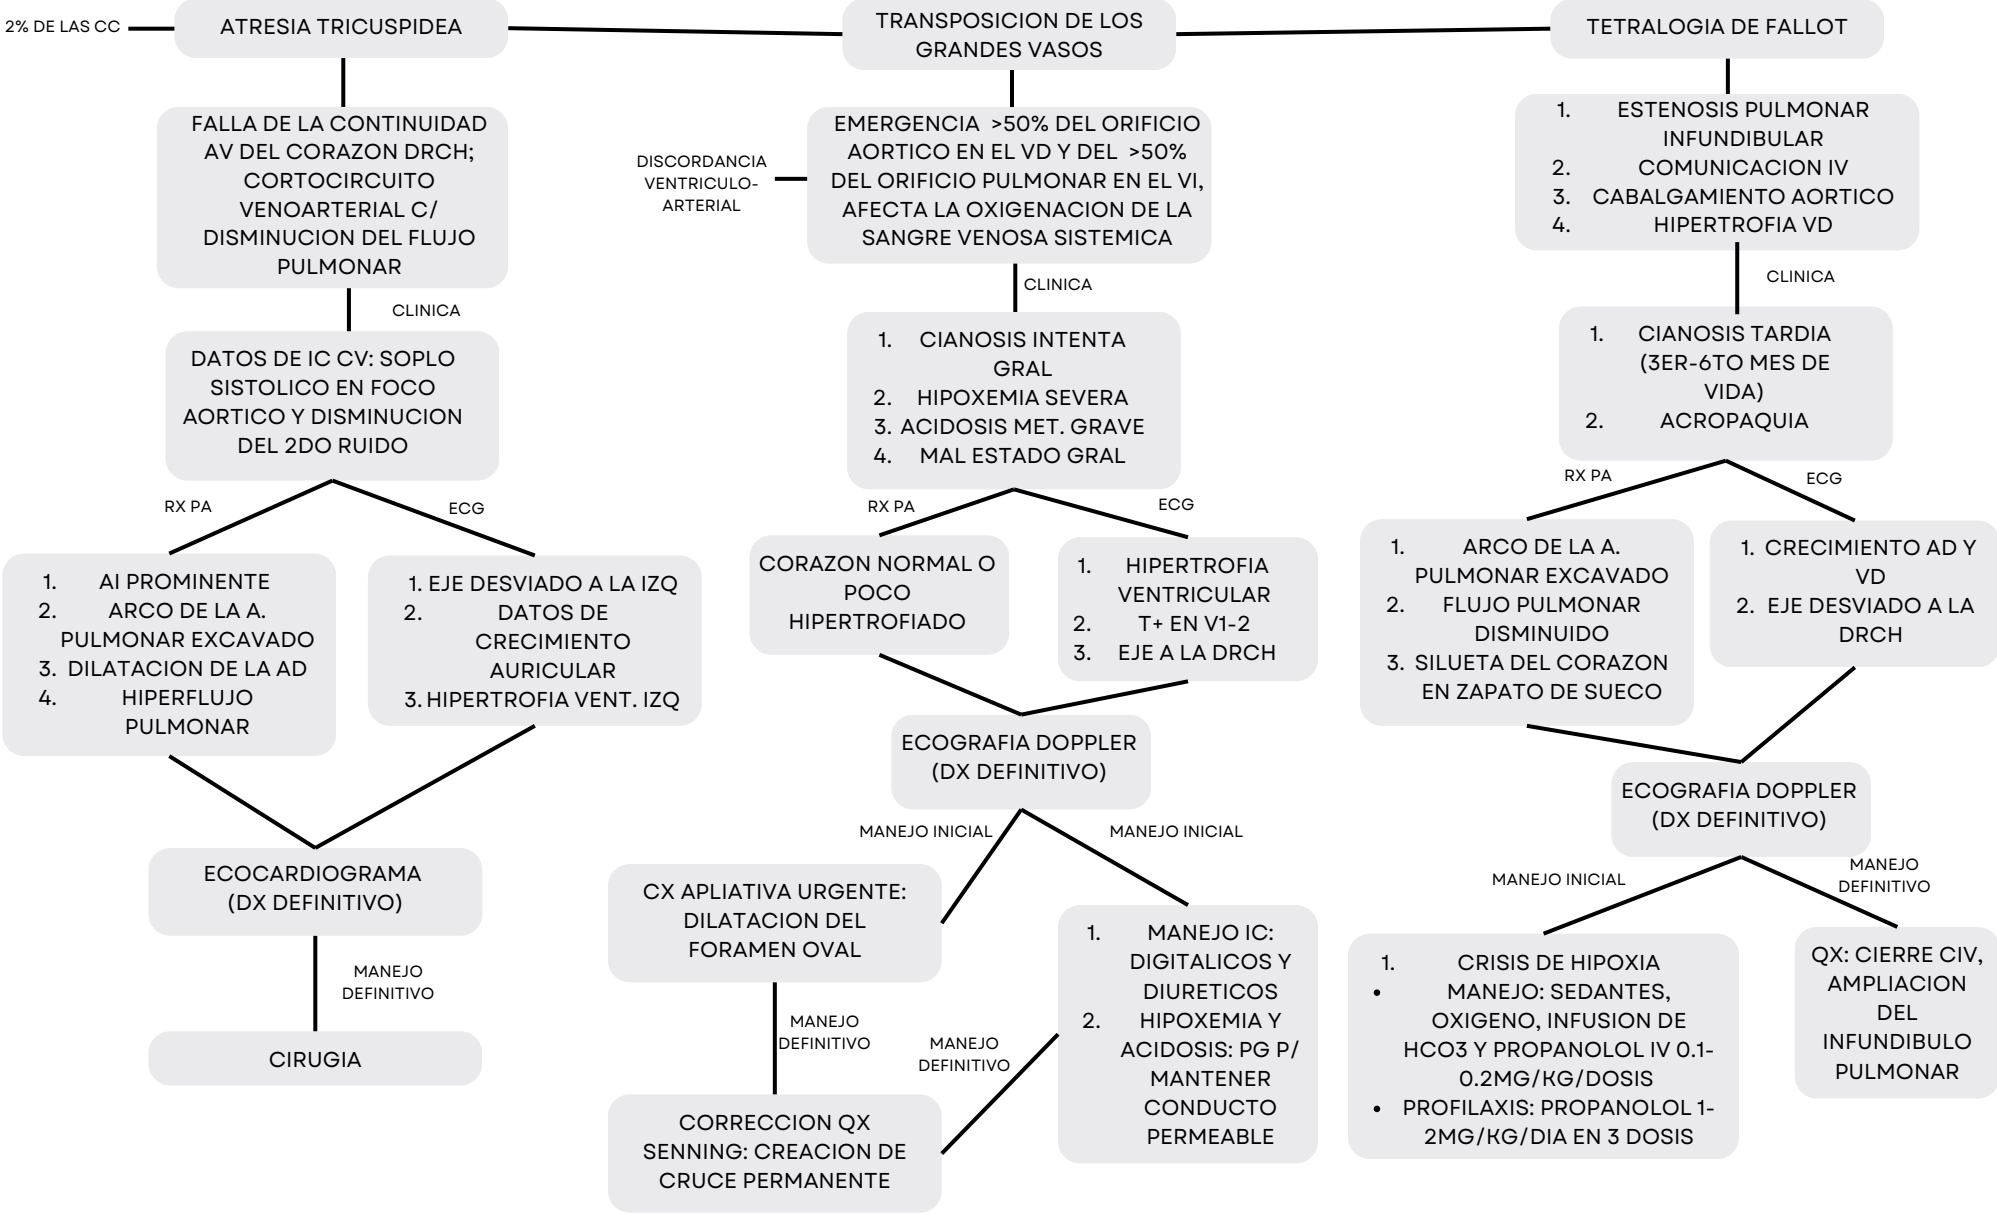 2% DE LAS CC
ATRESIA TRICUSPIDEA
TRANSPOSICION DE LOS
GRANDES VASOS
TETRALOGIA DE FALLOT
FALLA DE LA CONTINUIDAD
AV DEL CORAZON DRCH;
CORTOCIRCUITO
VENOARTERIAL C/
DISMINUCION DEL FLUJO
PULMONAR
CLINICA
DATOS DE IC CV: SOPLO
SISTOLICO EN FOCO
AORTICO Y DISMINUCION
DEL 2DO RUIDO
RX PA
ECG
1. AI PROMINENTE
2. ARCO DE LA A.
PULMONAR EXCAVADO
3. DILATACION DE LA AD
4. HIPERFLUJO
PULMONAR
1. EJE DESVIADO A LA IZQ
2. DATOS DE
CRECIMIENTO
AURICULAR
3. HIPERTROFIA VENT. IZQ
ECOCARDIOGRAMA
(DX DEFINITIVO)
MANEJO
DEFINITIVO
CIRUGIA
DISCORDANCIA
VENTRICULO-
ARTERIAL
EMERGENCIA >50% DEL ORIFICIO
AORTICO EN EL VD Y DEL >50%
DEL ORIFICIO PULMONAR EN EL VI,
AFECTA LA OXIGENACION DE LA
SANGRE VENOSA SISTEMICA
CLINICA
1. CIANOSIS INTENTA
GRAL
2. HIPOXEMIA SEVERA
3. ACIDOSIS MET. GRAVE
4. MAL ESTADO GRAL
RX PA
ECG
CORAZON NORMAL O
POCO
HIPERTROFIADO
1. HIPERTROFIA
VENTRICULAR
2. T+ EN V1-2
3. EJE A LA DRCH
ECOGRAFIA DOPPLER
(DX DEFINITIVO)
MANEJO INICIAL
MANEJO INICIAL
CX APLIATIVA URGENTE:
DILATACION DEL
FORAMEN OVAL
1. MANEJO IC:
DIGITALICOS Y
DIURETICOS
2. HIPOXEMIA Y
ACIDOSIS: PG P/
MANTENER
CONDUCTO
PERMEABLE
MANEJO
DEFINITIVO
MANEJO
DEFINITIVO
CORRECCION QX
SENNING: CREACION DE
CRUCE PERMANENTE
1. ESTENOSIS PULMONAR
INFUNDIBULAR
2. COMUNICACION IV
3. CABALGAMIENTO AORTICO
4. HIPERTROFIA VD
CLINICA
1. CIANOSIS TARDIA
(3ER-6TO MES DE
VIDA)
2. ACROPAQUIA
RX PA
ECG
1. ARCO DE LA A.
PULMONAR EXCAVADO
2. FLUJO PULMONAR
DISMINUIDO
3. SILUETA DEL CORAZON
EN ZAPATO DE SUECO
1. CRECIMIENTO AD Y
VD
2. EJE DESVIADO A LA
DRCH
ECOGRAFIA DOPPLER
(DX DEFINITIVO)
MANEJO INICIAL
MANEJO
DEFINITIVO
1. CRISIS DE HIPOXIA
• MANEJO: SEDANTES,
OXIGENO, INFUSION DE
HCO3 Y PROPANOLOL IV 0.1-
0.2MG/KG/DOSIS
• PROFILAXIS: PROPANOLOL 1-
2MG/KG/DIA EN 3 DOSIS
QX: CIERRE CIV,
AMPLIACION
DEL
INFUNDIBULO
PULMONAR